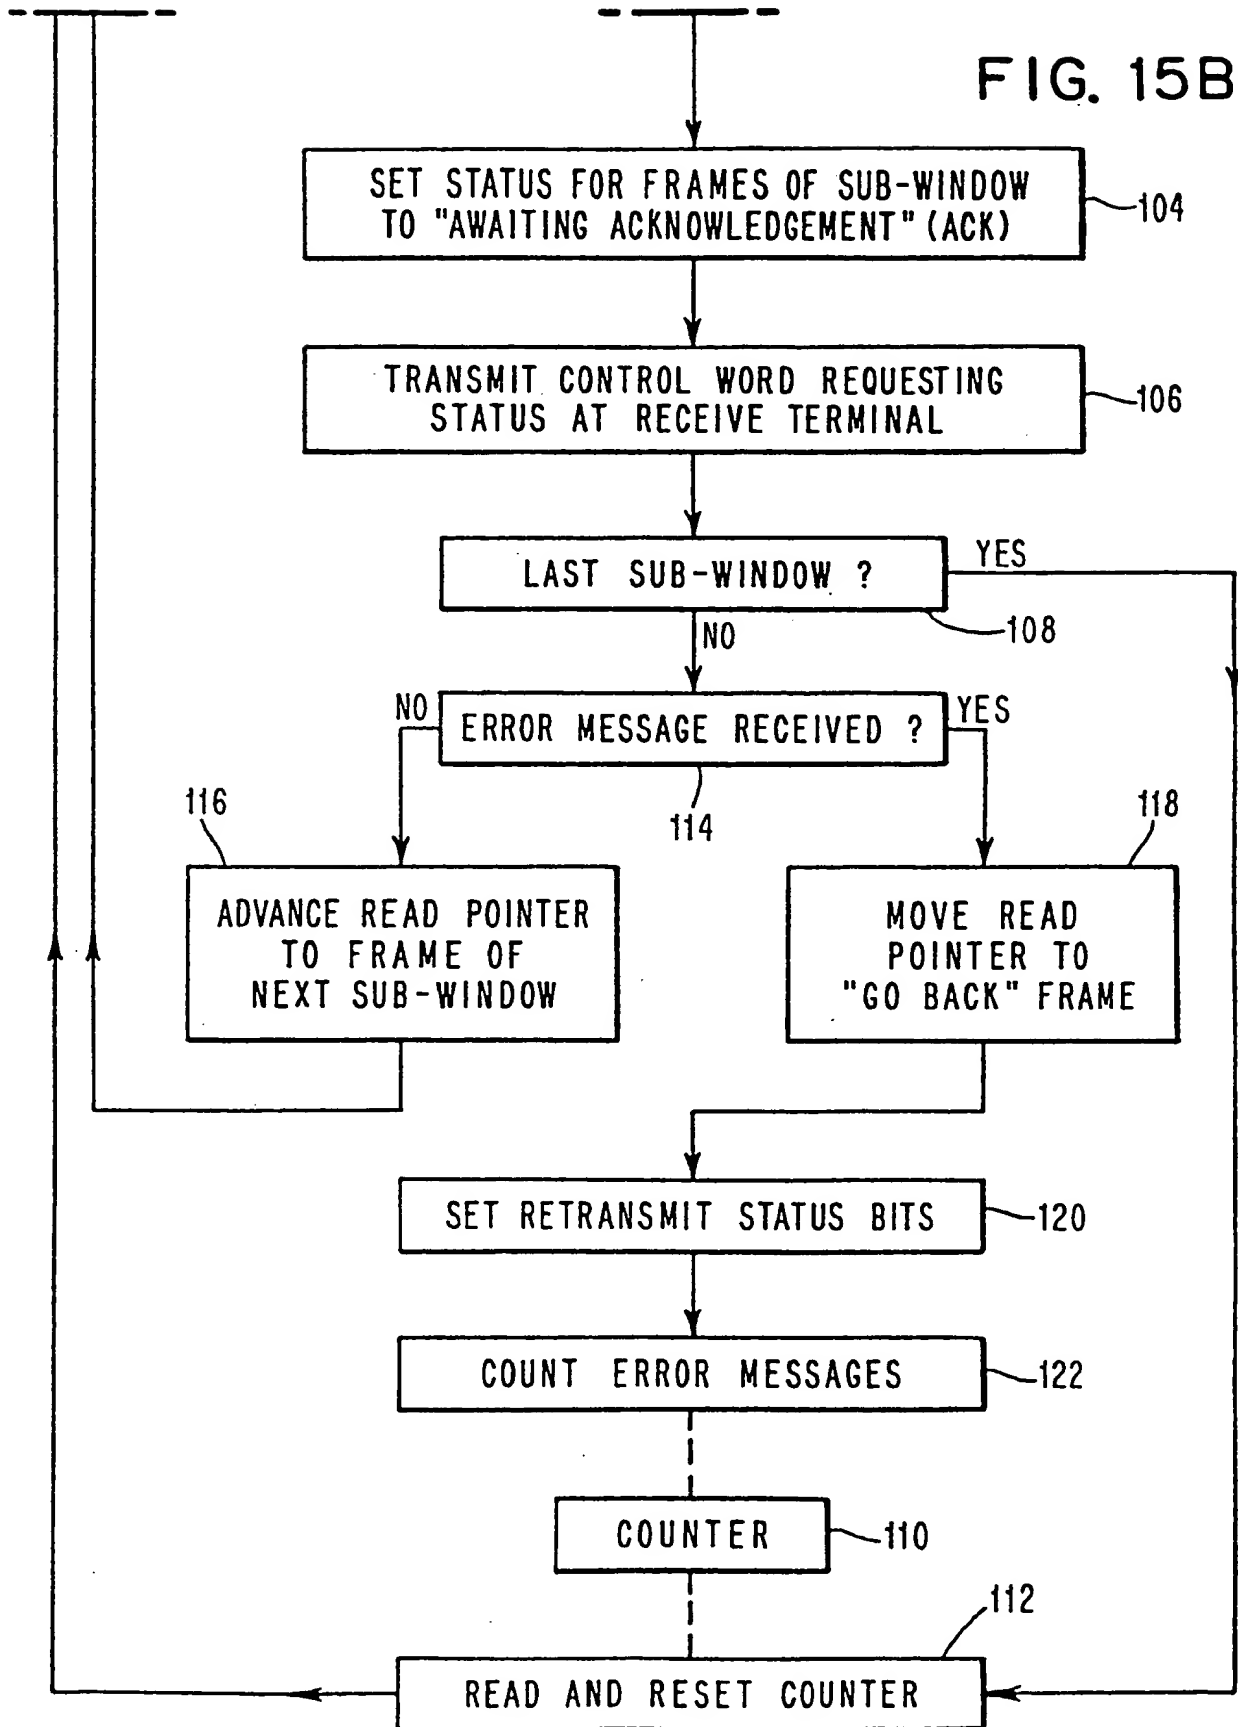 FIG. 15B
SET STATUS FOR FRAMES OF SUB-WINDOW
TO "AWAITING ACKNOWLEDGEMENT" (ACK)
104
TRANSMIT CONTROL WORD REQUESTING
STATUS AT RECEIVE TERMINAL
106
LAST SUB-WINDOW ?
YES
108
NO
NO
ERROR MESSAGE RECEIVED ?
YES
114
116
118
ADVANCE READ POINTER
TO FRAME OF
NEXT SUB-WINDOW
MOVE READ
POINTER TO
"GO BACK" FRAME
SET RETRANSMIT STATUS BITS
120
COUNT ERROR MESSAGES
122
COUNTER
110
112
READ AND RESET COUNTER